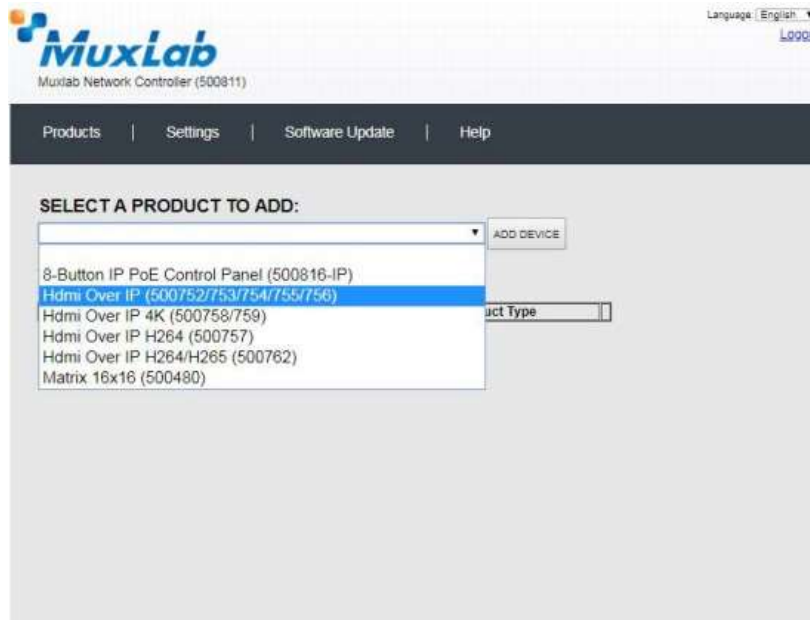 Language: English
Logo
MuxLab
Muxlab Network Controller (500811)
Products | Settings | Software Update | Help
SELECT A PRODUCT TO ADD:
ADD DEVICE
8-Button IP PoE Control Panel (500816-IP)
Hdmi Over IP (500752/753/754/755/756)
Hdmi Over IP 4K (500758/759)
uct Type
Hdmi Over IP H264 (500757)
Hdmi Over IP H264/H265 (500762)
Matrix 16x16 (500480)